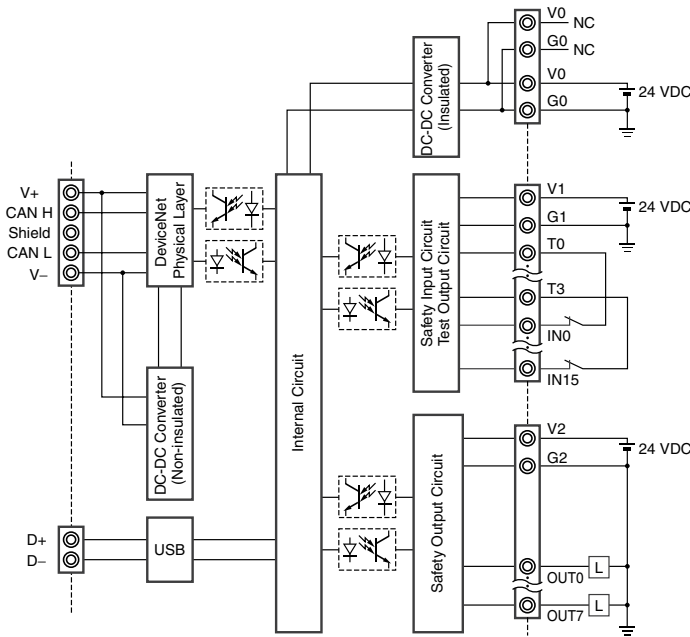 V0
NC
G0
NC
V0
24 VDC
G0
DC-DC Converter
(Insulated)
V+
CAN H
Shield
CAN L
V−
DeviceNet
Physical Layer
DC-DC Converter
(Non-insulated)
D+
D−
USB
Internal Circuit
Safety Input Circuit
Test Output Circuit
V1
24 VDC
G1
T0
T3
IN0
IN15
Safety Output Circuit
V2
24 VDC
G2
OUT0
L
OUT7
L